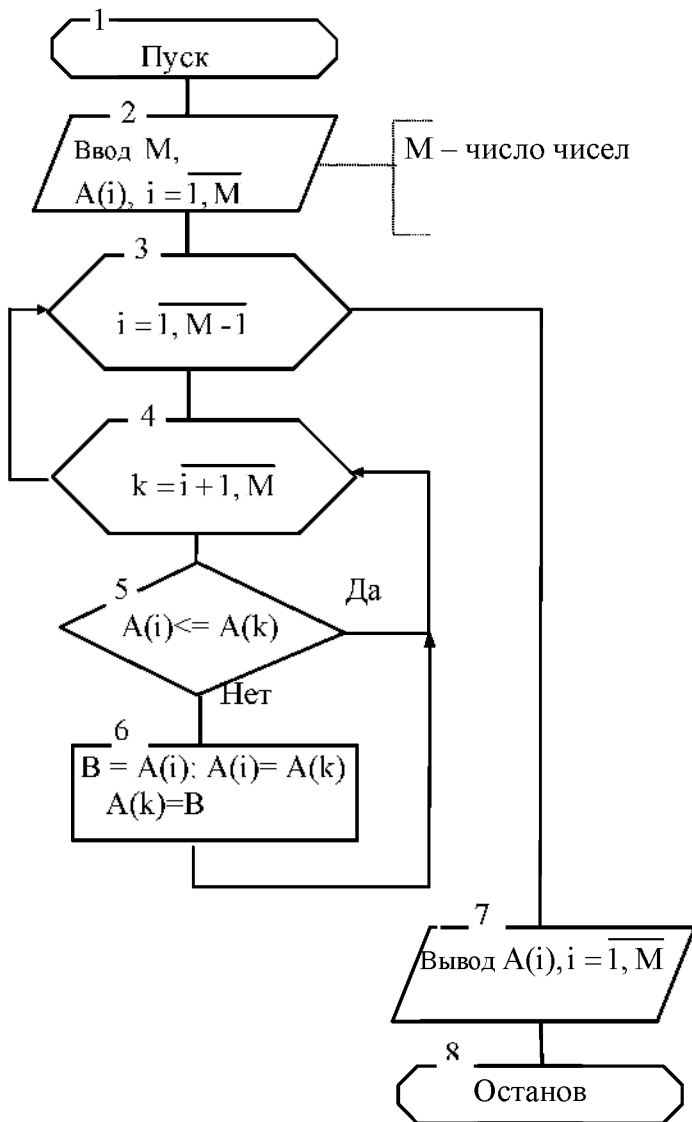 1
Пуск
2
Ввод М,
A(i), i = 1, M
М – число чисел
3
i = 1, M - 1
4
k = i + 1, M
5
Да
A(i)<= A(k)
Нет
6
B = A(i): A(i)= A(k)
A(k)=B
7
Вывод A(i), i = 1, M
8
Останов